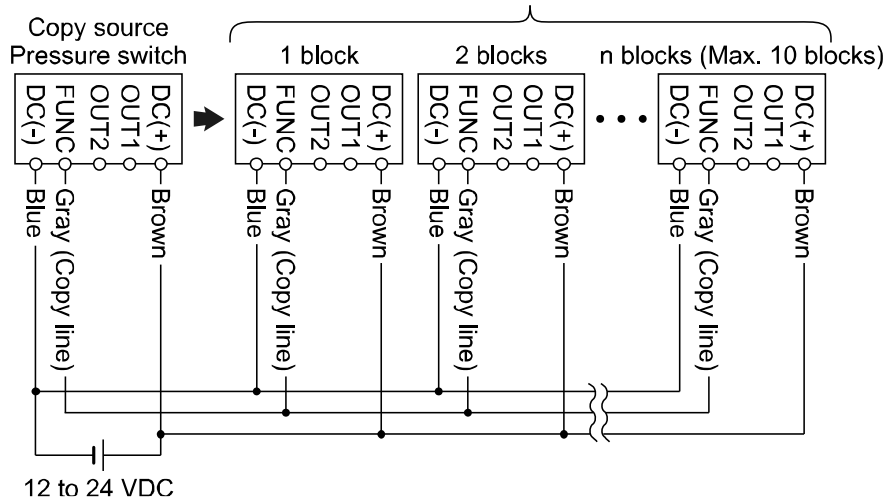 Copy source
Pressure switch
1 block
2 blocks
n blocks (Max. 10 blocks)
DC(-)
FUNC
OUT2
OUT1
DC(+)
DC(-)
FUNC
OUT2
OUT1
DC(+)
DC(-)
FUNC
OUT2
OUT1
DC(+)
DC(-)
FUNC
OUT2
OUT1
DC(+)
Blue
Gray (Copy line)
Brown
Blue
Gray (Copy line)
Brown
Blue
Gray (Copy line)
Brown
Blue
Gray (Copy line)
Brown
12 to 24 VDC